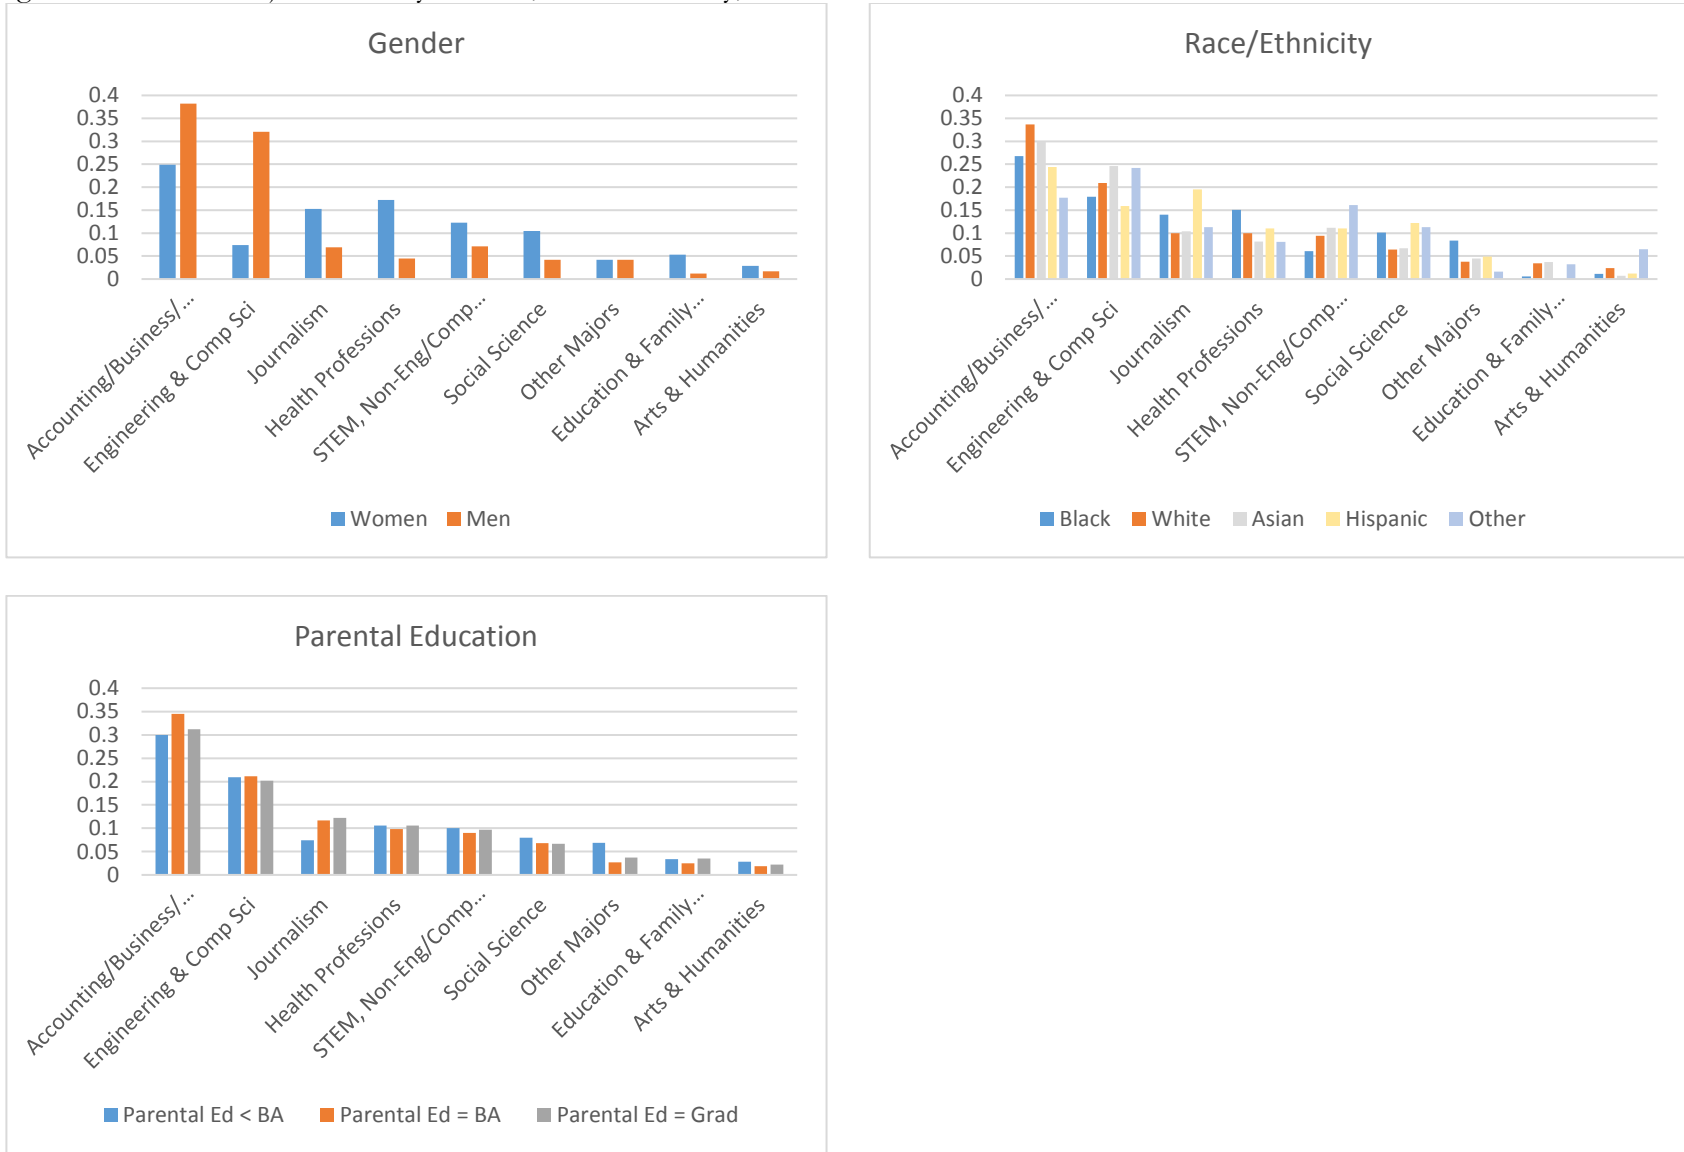 Gender
0.4
0.35
0.3
0.25
0.2
0.15
0.1
0.05
0
Accounting/Business/...
Engineering & Comp Sci
Journalism
Health Professions
STEM, Non-Eng/Comp...
Social Science
Other Majors
Education & Family...
Arts & Humanities
Women Men
Race/Ethnicity
0.4
0.35
0.3
0.25
0.2
0.15
0.1
0.05
0
Accounting/Business/...
Engineering & Comp Sci
Journalism
Health Professions
STEM, Non-Eng/Comp...
Social Science
Other Majors
Education & Family...
Arts & Humanities
Black White Asian Hispanic Other
Parental Education
0.4
0.35
0.3
0.25
0.2
0.15
0.1
0.05
0
Accounting/Business/...
Engineering & Comp Sci
Journalism
Health Professions
STEM, Non-Eng/Comp...
Social Science
Other Majors
Education & Family...
Arts & Humanities
Parental Ed < BA Parental Ed = BA Parental Ed = Grad